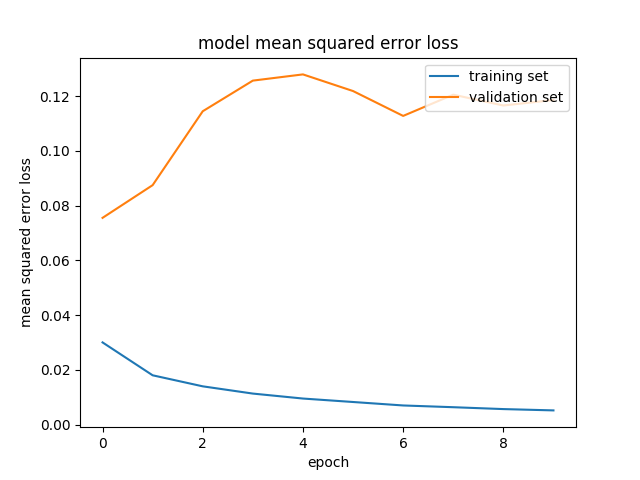 model mean squared error loss
training set
validation set
0.12
0.10
0.08
0.06
0.04
0.02
0.00
mean squared error loss
0 2 4 6 8
epoch